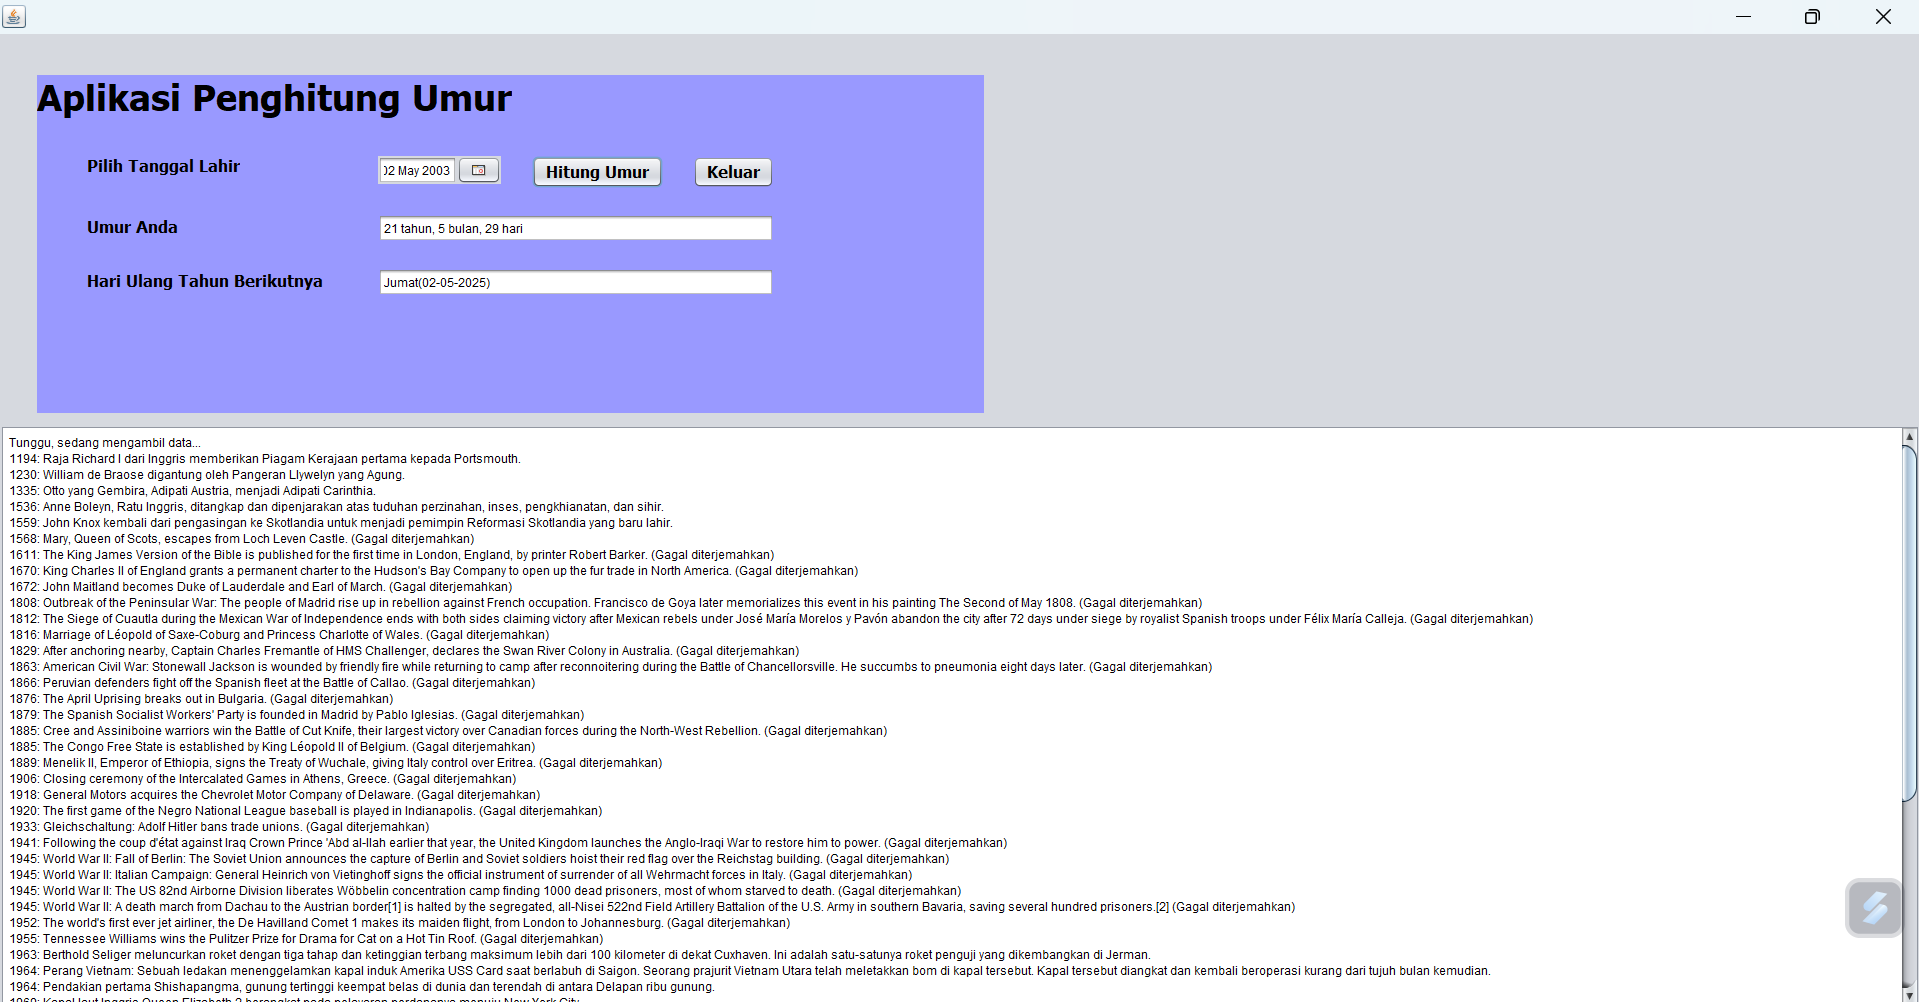 Aplikasi Penghitung Umur
Pilih Tanggal Lahir
02 May 2003
Hitung Umur
Keluar
Umur Anda
21 tahun, 5 bulan, 29 hari
Hari Ulang Tahun Berikutnya
Jumat(02-05-2025)
Tunggu, sedang mengambil data...
1194: Raja Richard I dari Inggris memberikan Piagam Kerajaan pertama kepada Portsmouth.
1230: William de Braose digantung oleh Pangeran Llywelyn yang Agung.
1335: Otto yang Gembira, Adipati Austria, menjadi Adipati Carinthia.
1536: Anne Boleyn, Ratu Inggris, ditangkap dan dipenjarakan atas tuduhan perzinahan, inses, pengkhianatan, dan sihir.
1559: John Knox kembali dari pengasingan ke Skotlandia untuk menjadi pemimpin Reformasi Skotlandia yang baru lahir.
1568: Mary, Queen of Scots, escapes from Loch Leven Castle. (Gagal diterjemahkan)
1611: The King James Version of the Bible is published for the first time in London, England, by printer Robert Barker. (Gagal diterjemahkan)
1670: King Charles II of England grants a permanent charter to the Hudson's Bay Company to open up the fur trade in North America. (Gagal diterjemahkan)
1672: John Maitland becomes Duke of Lauderdale and Earl of March. (Gagal diterjemahkan)
1808: Outbreak of the Peninsular War: The people of Madrid rise up in rebellion against French occupation. Francisco de Goya later memorializes this event in his painting The Second of May 1808. (Gagal diterjemahkan)
1812: The Siege of Cuautla during the Mexican War of Independence ends with both sides claiming victory after Mexican rebels under José María Morelos y Pavón abandon the city after 72 days under siege by royalist Spanish troops under Félix María Calleja. (Gagal diterjemahkan)
1816: Marriage of Léopold of Saxe-Coburg and Princess Charlotte of Wales. (Gagal diterjemahkan)
1829: After anchoring nearby, Captain Charles Fremantle of HMS Challenger, declares the Swan River Colony in Australia. (Gagal diterjemahkan)
1863: American Civil War: Stonewall Jackson is wounded by friendly fire while returning to camp after reconnoitering during the Battle of Chancellorsville. He succumbs to pneumonia eight days later. (Gagal diterjemahkan)
1866: Peruvian defenders fight off the Spanish fleet at the Battle of Callao. (Gagal diterjemahkan)
1876: The April Uprising breaks out in Bulgaria. (Gagal diterjemahkan)
1879: The Spanish Socialist Workers' Party is founded in Madrid by Pablo Iglesias. (Gagal diterjemahkan)
1885: Cree and Assiniboine warriors win the Battle of Cut Knife, their largest victory over Canadian forces during the North-West Rebellion. (Gagal diterjemahkan)
1885: The Congo Free State is established by King Léopold II of Belgium. (Gagal diterjemahkan)
1889: Menelik II, Emperor of Ethiopia, signs the Treaty of Wuchale, giving Italy control over Eritrea. (Gagal diterjemahkan)
1906: Closing ceremony of the Intercalated Games in Athens, Greece. (Gagal diterjemahkan)
1918: General Motors acquires the Chevrolet Motor Company of Delaware. (Gagal diterjemahkan)
1920: The first game of the Negro National League baseball is played in Indianapolis. (Gagal diterjemahkan)
1933: Gleichschaltung: Adolf Hitler bans trade unions. (Gagal diterjemahkan)
1941: Following the coup d'état against Iraq Crown Prince 'Abd al-Ilah earlier that year, the United Kingdom launches the Anglo-Iraqi War to restore him to power. (Gagal diterjemahkan)
1945: World War II: Fall of Berlin: The Soviet Union announces the capture of Berlin and Soviet soldiers hoist their red flag over the Reichstag building. (Gagal diterjemahkan)
1945: World War II: Italian Campaign: General Heinrich von Vietinghoff signs the official instrument of surrender of all Wehrmacht forces in Italy. (Gagal diterjemahkan)
1945: World War II: The US 82nd Airborne Division liberates Wöbbelin concentration camp finding 1000 dead prisoners, most of whom starved to death. (Gagal diterjemahkan)
1945: World War II: A death march from Dachau to the Austrian border[1] is halted by the segregated, all-Nisei 522nd Field Artillery Battalion of the U.S. Army in southern Bavaria, saving several hundred prisoners.[2] (Gagal diterjemahkan)
1952: The world's first ever jet airliner, the De Havilland Comet 1 makes its maiden flight, from London to Johannesburg. (Gagal diterjemahkan)
1955: Tennessee Williams wins the Pulitzer Prize for Drama for Cat on a Hot Tin Roof. (Gagal diterjemahkan)
1963: Berthold Seliger meluncurkan roket dengan tiga tahap dan ketinggian terbang maksimum lebih dari 100 kilometer di dekat Cuxhaven. Ini adalah satu-satunya roket penguji yang dikembangkan di Jerman.
1964: Perang Vietnam: Sebuah ledakan menenggelamkan kapal induk Amerika USS Card saat berlabuh di Saigon. Seorang prajurit Vietnam Utara telah meletakkan bom di kapal tersebut. Kapal tersebut diangkat dan kembali beroperasi kurang dari tujuh bulan kemudian.
1964: Pendakian pertama Shishapangma, gunung tertinggi keempat belas di dunia dan terendah di antara Delapan ribu gunung.
1969: Kapal laut Inggris Queen Elizabeth 2 berangkat pada pelayaran perdananya menuju New York City.